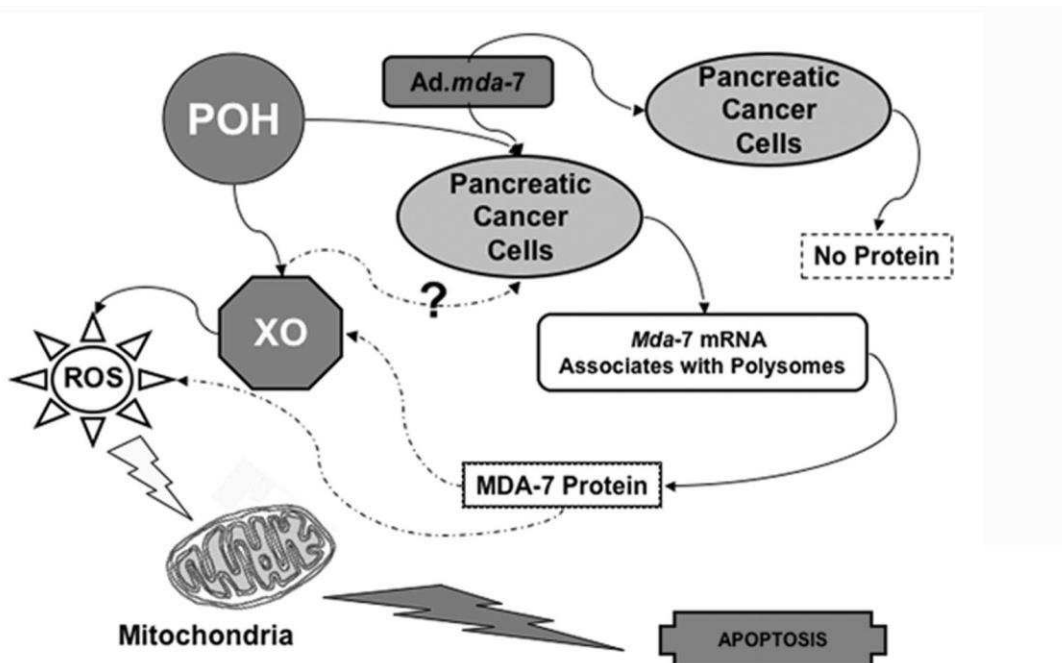 Ad.mda-7
Pancreatic
Cancer
Cells
POH
Pancreatic
Cancer
Cells
No Protein
?
XO
Mda-7 mRNA
Associates with Polysomes
ROS
MDA-7 Protein
Mitochondria
APOPTOSIS